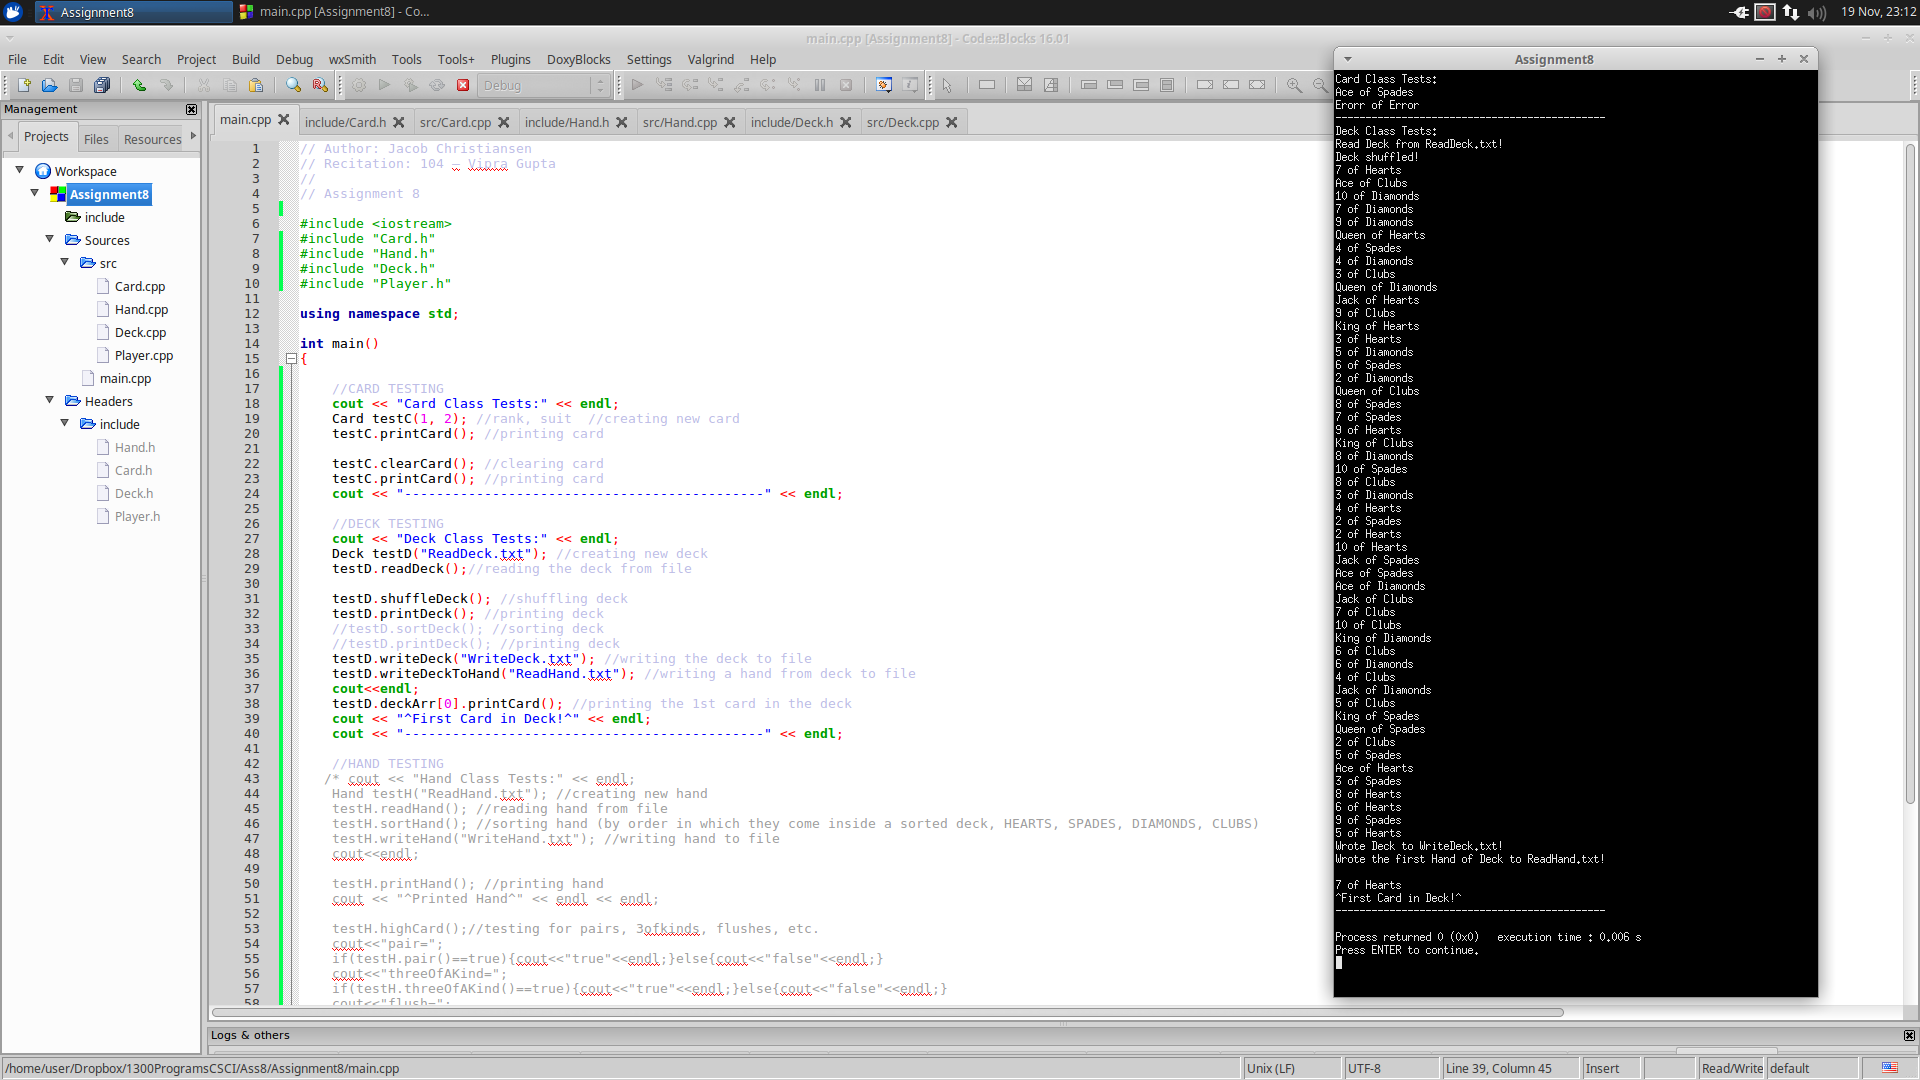 Assignment8
main.cpp [Assignment8] - Co...
19 Nov, 23:12
main.cpp [Assignment8] - Code::Blocks 16.01
File Edit View Search Project Build Debug wxSmith Tools Tools+ Plugins DoxyBlocks Settings Valgrind Help
Debug
Management
Projects Files Resources
Workspace
Assignment8
include
Sources
src
Card.cpp
Hand.cpp
Deck.cpp
Player.cpp
main.cpp
Headers
include
Hand.h
Card.h
Deck.h
Player.h
main.cpp include/Card.h src/Card.cpp include/Hand.h src/Hand.cpp include/Deck.h src/Deck.cpp
1 // Author: Jacob Christiansen
2 // Recitation: 104 – Vipra Gupta
3 //
4 // Assignment 8
5
6 #include <iostream>
7 #include "Card.h"
8 #include "Hand.h"
9 #include "Deck.h"
10 #include "Player.h"
11
12 using namespace std;
13
14 int main()
15 {
16
17 //CARD TESTING
18 cout << "Card Class Tests:" << endl;
19 Card testC(1, 2); //rank, suit  //creating new card
20 testC.printCard(); //printing card
21
22 testC.clearCard(); //clearing card
23 testC.printCard(); //printing card
24 cout << "---------------------------------------------" << endl;
25
26 //DECK TESTING
27 cout << "Deck Class Tests:" << endl;
28 Deck testD("ReadDeck.txt"); //creating new deck
29 testD.readDeck();//reading the deck from file
30
31 testD.shuffleDeck(); //shuffling deck
32 testD.printDeck(); //printing deck
33 //testD.sortDeck(); //sorting deck
34 //testD.printDeck(); //printing deck
35 testD.writeDeck("WriteDeck.txt"); //writing the deck to file
36 testD.writeDeckToHand("ReadHand.txt"); //writing a hand from deck to file
37 cout<<endl;
38 testD.deckArr[0].printCard(); //printing the 1st card in the deck
39 cout << "^First Card in Deck!^" << endl;
40 cout << "---------------------------------------------" << endl;
41
42 //HAND TESTING
43 /* cout << "Hand Class Tests:" << endl;
44 Hand testH("ReadHand.txt"); //creating new hand
45 testH.readHand(); //reading hand from file
46 testH.sortHand(); //sorting hand (by order in which they come inside a sorted deck, HEARTS, SPADES, DIAMONDS, CLUBS)
47 testH.writeHand("WriteHand.txt"); //writing hand to file
48 cout<<endl;
49
50 testH.printHand(); //printing hand
51 cout << "^Printed Hand^" << endl << endl;
52
53 testH.highCard();//testing for pairs, 3ofkinds, flushes, etc.
54 cout<<"pair=";
55 if(testH.pair()==true){cout<<"true"<<endl;}else{cout<<"false"<<endl;}
56 cout<<"threeOfAKind=";
57 if(testH.threeOfAKind()==true){cout<<"true"<<endl;}else{cout<<"false"<<endl;}
58 cout<<"flush=";
Logs & others
/home/user/Dropbox/1300ProgramsCSCI/Ass8/Assignment8/main.cpp
Unix (LF) UTF-8 Line 39, Column 45 Insert Read/Write default
Assignment8
Card Class Tests:
Ace of Spades
Erorr of Error
---------------------------------------------
Deck Class Tests:
Read Deck from ReadDeck.txt!
Deck shuffled!
7 of Hearts
Ace of Clubs
10 of Diamonds
7 of Diamonds
9 of Diamonds
Queen of Hearts
4 of Spades
4 of Diamonds
3 of Clubs
Queen of Diamonds
Jack of Hearts
9 of Clubs
King of Hearts
3 of Hearts
5 of Diamonds
6 of Spades
2 of Diamonds
Queen of Clubs
8 of Spades
7 of Spades
9 of Hearts
King of Clubs
8 of Diamonds
10 of Spades
8 of Clubs
3 of Diamonds
4 of Hearts
2 of Spades
2 of Hearts
10 of Hearts
Jack of Spades
Ace of Spades
Ace of Diamonds
Jack of Clubs
7 of Clubs
10 of Clubs
King of Diamonds
6 of Clubs
6 of Diamonds
4 of Clubs
Jack of Diamonds
5 of Clubs
King of Spades
Queen of Spades
2 of Clubs
5 of Spades
Ace of Hearts
3 of Spades
8 of Hearts
6 of Hearts
9 of Spades
5 of Hearts
Wrote Deck to WriteDeck.txt!
Wrote the first Hand of Deck to ReadHand.txt!
7 of Hearts
^First Card in Deck!^
---------------------------------------------
Process returned 0 (0x0)   execution time : 0.006 s
Press ENTER to continue.